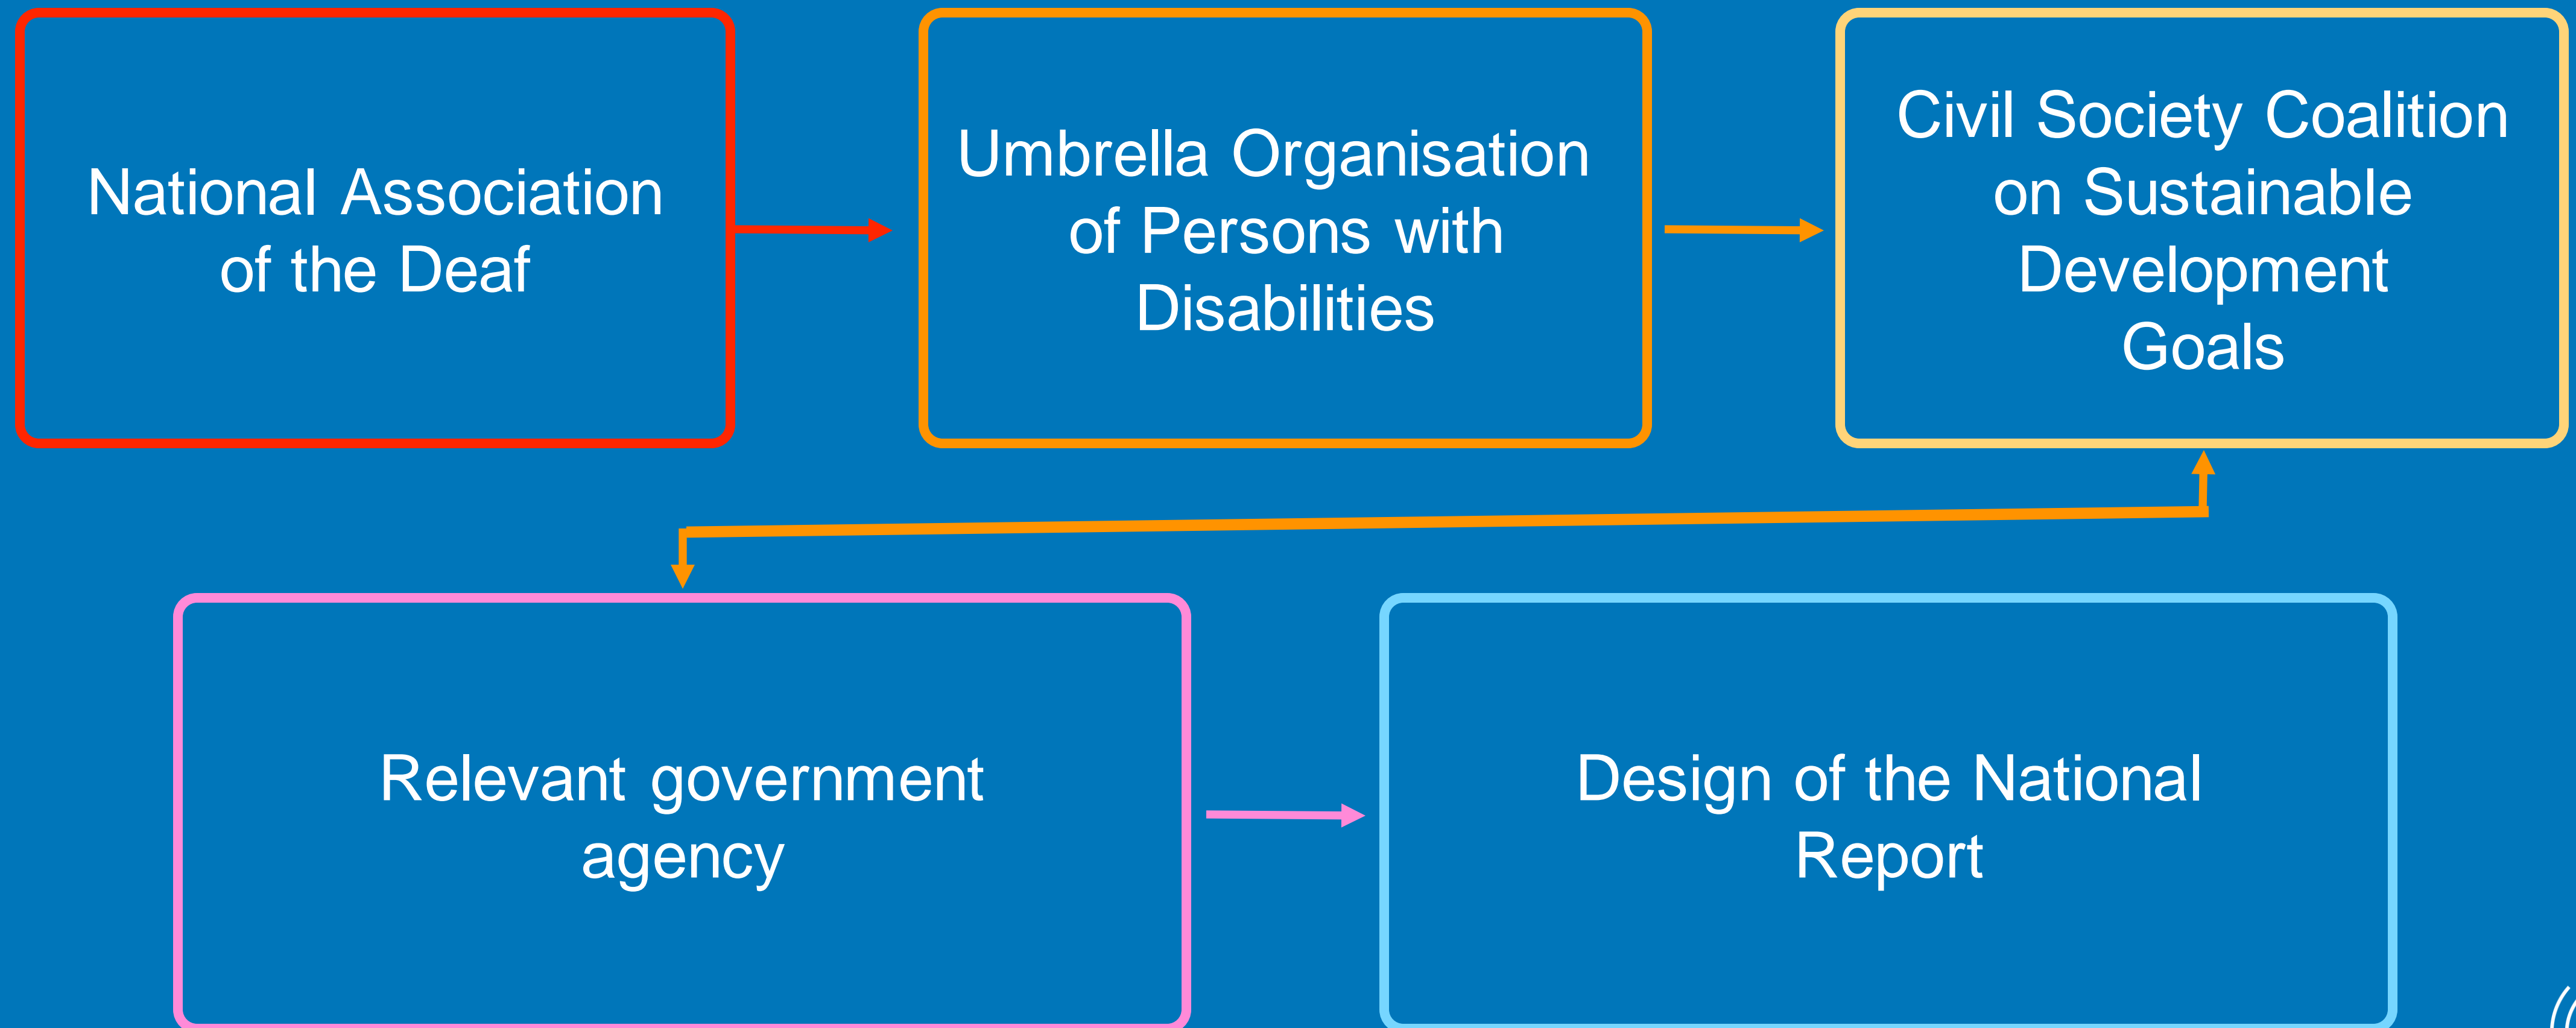 National Association
of the Deaf
Umbrella Organisation
of Persons with
Disabilities
Civil Society Coalition
on Sustainable
Development
Goals
Relevant government
agency
Design of the National
Report